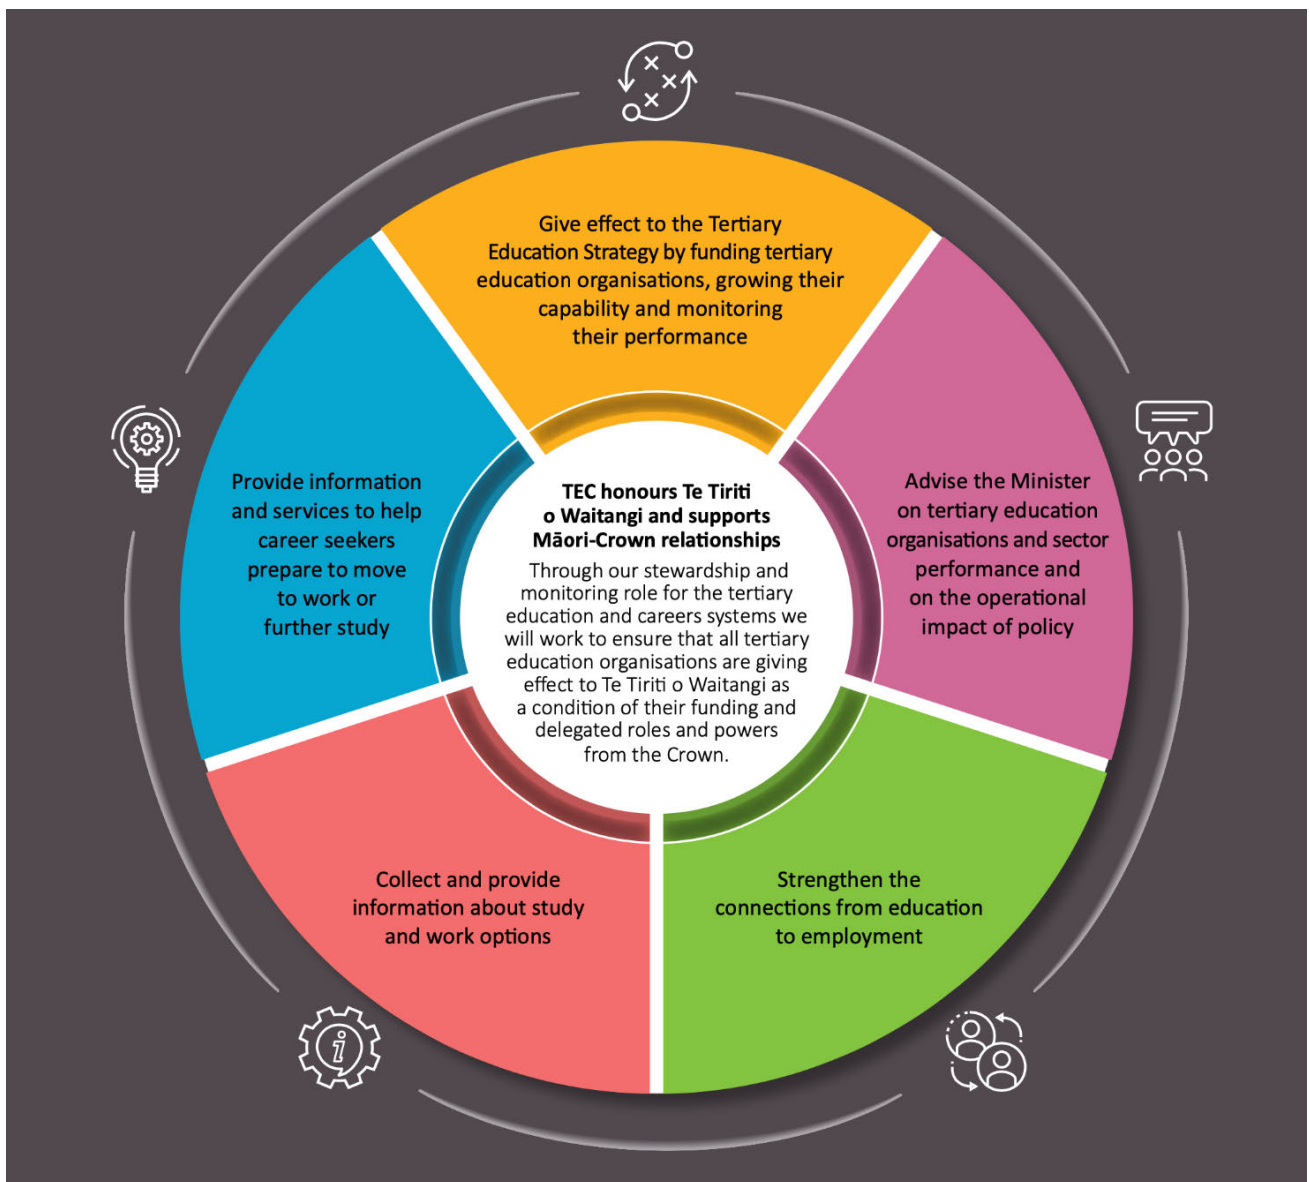 Give effect to the Tertiary
Education Strategy by funding tertiary
education organisations, growing their
capability and monitoring
their performance
Advise the Minister
on tertiary education
organisations and sector
performance and
on the operational
impact of policy
Strengthen the
connections from education
to employment
Collect and provide
information about study
and work options
Provide information
and services to help
career seekers
prepare to move
to work or
further study
TEC honours Te Tiriti
o Waitangi and supports
Māori-Crown relationships
Through our stewardship and
monitoring role for the tertiary
education and careers systems we
will work to ensure that all tertiary
education organisations are giving
effect to Te Tiriti o Waitangi as
a condition of their funding and
delegated roles and powers
from the Crown.